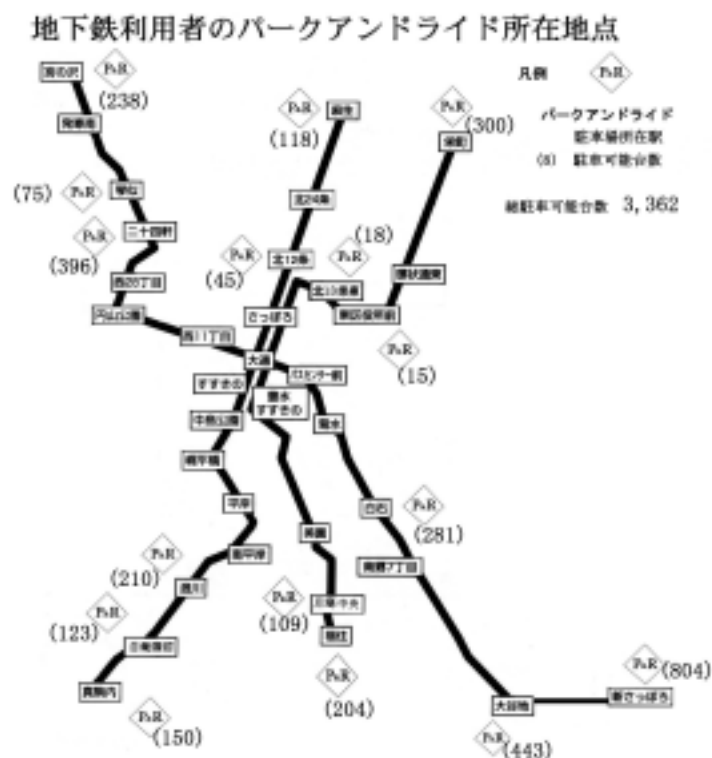 地下鉄利用者のパークアンドライド所在地点
凡例
P&R
パークアンドライド
駐車場所在駅
駐車可能台数
総駐車可能台数 3,362
宮の沢
P&R
(238)
発寒南
琴似
(75)
P&R
二十四軒
P&R
(396)
西28丁目
円山公園
西11丁目
大通
バスセンター前
菊水
白石
P&R
(281)
南郷7丁目
大谷地
P&R
(443)
新さっぽろ
P&R
(804)
麻生
P&R
(118)
北24条
北12条
P&R
(45)
さっぽろ
すすきの
中島公園
幌平橋
平岸
南平岸
澄川
P&R
(210)
自衛隊前
P&R
(123)
真駒内
P&R
(150)
栄町
P&R
(300)
環状通東
東区役所前
P&R
(15)
北13条東
P&R
(18)
豊水
すすきの
美園
月寒中央
P&R
(109)
福住
P&R
(204)